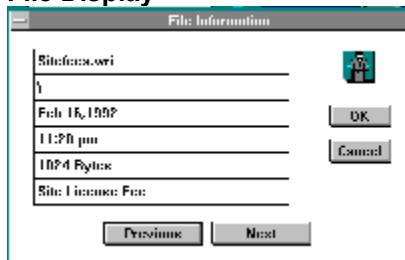 File Display
File Information
Sitefees.wri
\
Feb 15,1992
11:20 pm
1024 Bytes
Site License Fee
OK
Cancel
Previous
Next